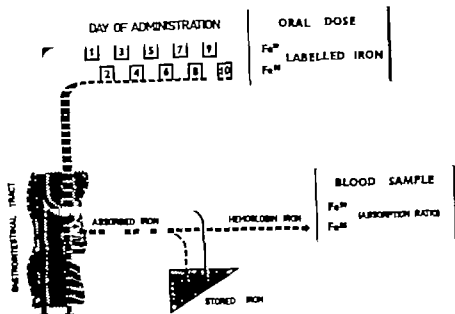 DAY OF ADMINISTRATION
1 3 5 7 9
2 4 6 8 10
ORAL DOSE
LABELLED IRON
GASTROINTESTINAL TRACT
ABSORBED IRON
HEMOGLOBIN IRON
STORED IRON
BLOOD SAMPLE
(ABSORPTION RATIO)